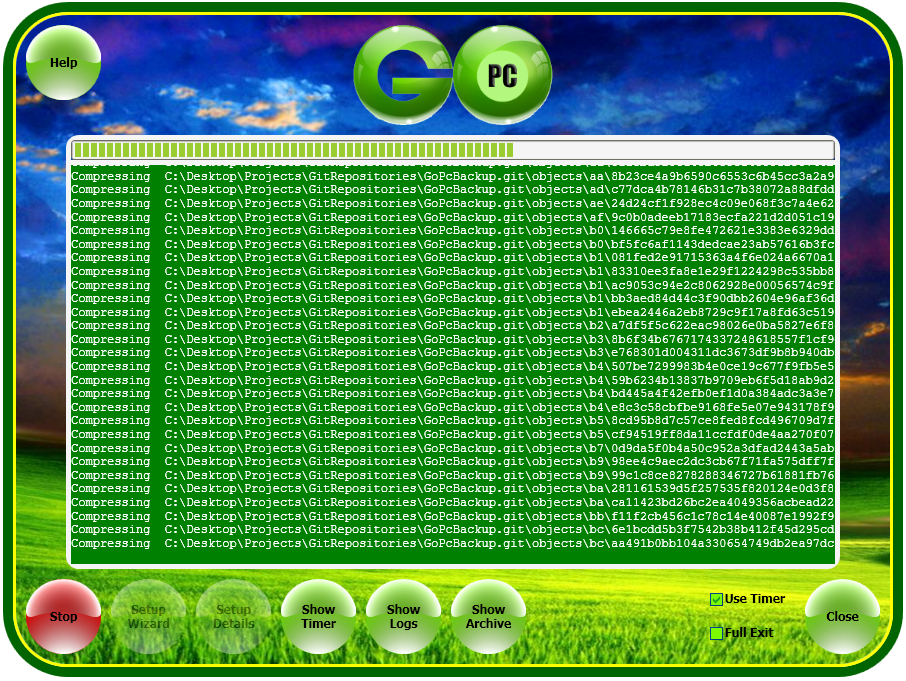 Help
GO PC
Compressing  C:\Desktop\Projects\GitRepositories\GoPcBackup.git\objects\aa\8b23ce4a9b6590c6553c6b45cc3a2a9
Compressing  C:\Desktop\Projects\GitRepositories\GoPcBackup.git\objects\ad\c77dca4b78146b31c7b38072a88dfdd
Compressing  C:\Desktop\Projects\GitRepositories\GoPcBackup.git\objects\ae\24d24cf1f928ec4c09e068f3c7a4e62
Compressing  C:\Desktop\Projects\GitRepositories\GoPcBackup.git\objects\af\9c0b0adeeb17183ecfa221d2d051c19
Compressing  C:\Desktop\Projects\GitRepositories\GoPcBackup.git\objects\b0\146665c79e8fe472621e3383e6329dd
Compressing  C:\Desktop\Projects\GitRepositories\GoPcBackup.git\objects\b0\bf5fc6af1143dedcae23ab57616b3fc
Compressing  C:\Desktop\Projects\GitRepositories\GoPcBackup.git\objects\b1\081fed2e91715363a4f6e024a6670a1
Compressing  C:\Desktop\Projects\GitRepositories\GoPcBackup.git\objects\b1\83310ee3fa8e1e29f1224298c535bb8
Compressing  C:\Desktop\Projects\GitRepositories\GoPcBackup.git\objects\b1\ac9053c94e2c8062928e00056574c9f
Compressing  C:\Desktop\Projects\GitRepositories\GoPcBackup.git\objects\b1\bb3aed84d44c3f90dbb2604e96af36d
Compressing  C:\Desktop\Projects\GitRepositories\GoPcBackup.git\objects\b1\ebea2446a2eb8729c9f17a8fd63c519
Compressing  C:\Desktop\Projects\GitRepositories\GoPcBackup.git\objects\b2\a7df5f5c622eac98026e0ba5827e6f8
Compressing  C:\Desktop\Projects\GitRepositories\GoPcBackup.git\objects\b3\8b6f34b6767174337248618557f1cf9
Compressing  C:\Desktop\Projects\GitRepositories\GoPcBackup.git\objects\b3\e768301d004311dc3673df9b8b940db
Compressing  C:\Desktop\Projects\GitRepositories\GoPcBackup.git\objects\b4\507be7299983b4e0ce19c677f9fb5e5
Compressing  C:\Desktop\Projects\GitRepositories\GoPcBackup.git\objects\b4\59b6234b13837b9709eb6f5d18ab9d2
Compressing  C:\Desktop\Projects\GitRepositories\GoPcBackup.git\objects\b4\bd445a4f42efb0ef1d0a384adc3a3e7
Compressing  C:\Desktop\Projects\GitRepositories\GoPcBackup.git\objects\b4\e8c3c58cbfbe9168fe5e07e943178f9
Compressing  C:\Desktop\Projects\GitRepositories\GoPcBackup.git\objects\b5\8cd95b8d7c57ce8fed8fcd496709d7f
Compressing  C:\Desktop\Projects\GitRepositories\GoPcBackup.git\objects\b5\cf94519ff8da11ccfdf0de4aa270f07
Compressing  C:\Desktop\Projects\GitRepositories\GoPcBackup.git\objects\b7\0d9da5f0b4a50c952a3dfad2443a5ab
Compressing  C:\Desktop\Projects\GitRepositories\GoPcBackup.git\objects\b9\98ee4c9aec2dc3cb67f71fa575dff7f
Compressing  C:\Desktop\Projects\GitRepositories\GoPcBackup.git\objects\b9\99c1c8ce8278288346727b61881fb76
Compressing  C:\Desktop\Projects\GitRepositories\GoPcBackup.git\objects\ba\281161539d5f257535f820124e0d3f8
Compressing  C:\Desktop\Projects\GitRepositories\GoPcBackup.git\objects\ba\ca11423bd26bc2ea4049356acbead22
Compressing  C:\Desktop\Projects\GitRepositories\GoPcBackup.git\objects\bb\f11f2cb456c1c78c14e40087e1992f9
Compressing  C:\Desktop\Projects\GitRepositories\GoPcBackup.git\objects\bc\6e1bcdd5b3f7542b38b412f45d295cd
Compressing  C:\Desktop\Projects\GitRepositories\GoPcBackup.git\objects\bc\aa491b0bb104a330654749db2ea97dc
Stop
Setup
Wizard
Setup
Details
Show
Timer
Show
Logs
Show
Archive
Use Timer
Full Exit
Close